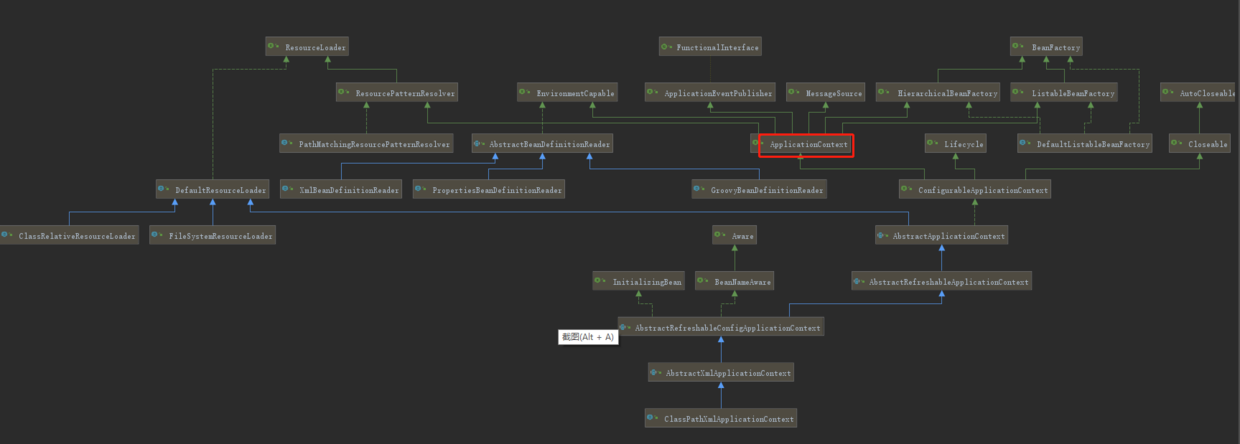 ResourceLoader
FunctionalInterface
BeanFactory
ResourcePatternResolver
EnvironmentCapable
ApplicationEventPublisher
MessageSource
HierarchicalBeanFactory
ListableBeanFactory
AutoCloseable
PathMatchingResourcePatternResolver
AbstractBeanDefinitionReader
ApplicationContext
Lifecycle
DefaultListableBeanFactory
Closeable
DefaultResourceLoader
XmlBeanDefinitionReader
PropertiesBeanDefinitionReader
GroovyBeanDefinitionReader
ConfigurableApplicationContext
ClassRelativeResourceLoader
FileSystemResourceLoader
Aware
AbstractApplicationContext
InitializingBean
BeanNameAware
AbstractRefreshableApplicationContext
AbstractRefreshableConfigApplicationContext
截图(Alt + A)
AbstractXmlApplicationContext
ClassPathXmlApplicationContext